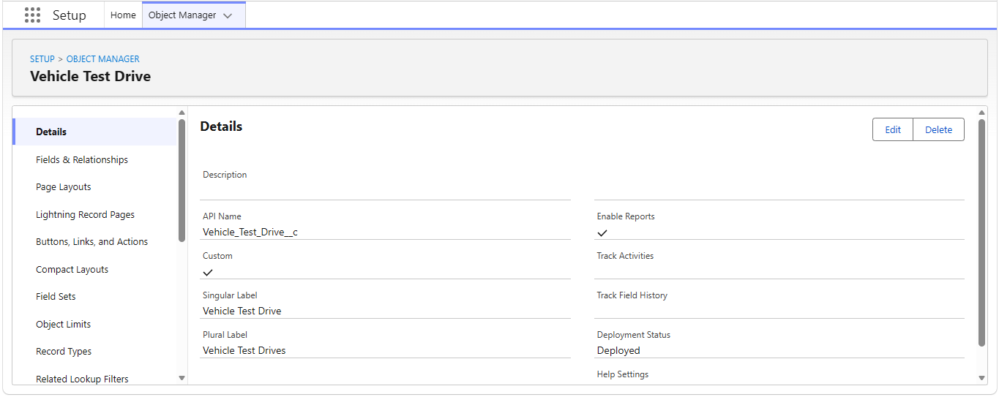 Setup
Home
Object Manager
SETUP > OBJECT MANAGER
Vehicle Test Drive
Details
Fields & Relationships
Page Layouts
Lightning Record Pages
Buttons, Links, and Actions
Compact Layouts
Field Sets
Object Limits
Record Types
Related Lookup Filters
Details
Edit
Delete
Description
API Name
Vehicle_Test_Drive__c
Custom
Singular Label
Vehicle Test Drive
Plural Label
Vehicle Test Drives
Enable Reports
Track Activities
Track Field History
Deployment Status
Deployed
Help Settings